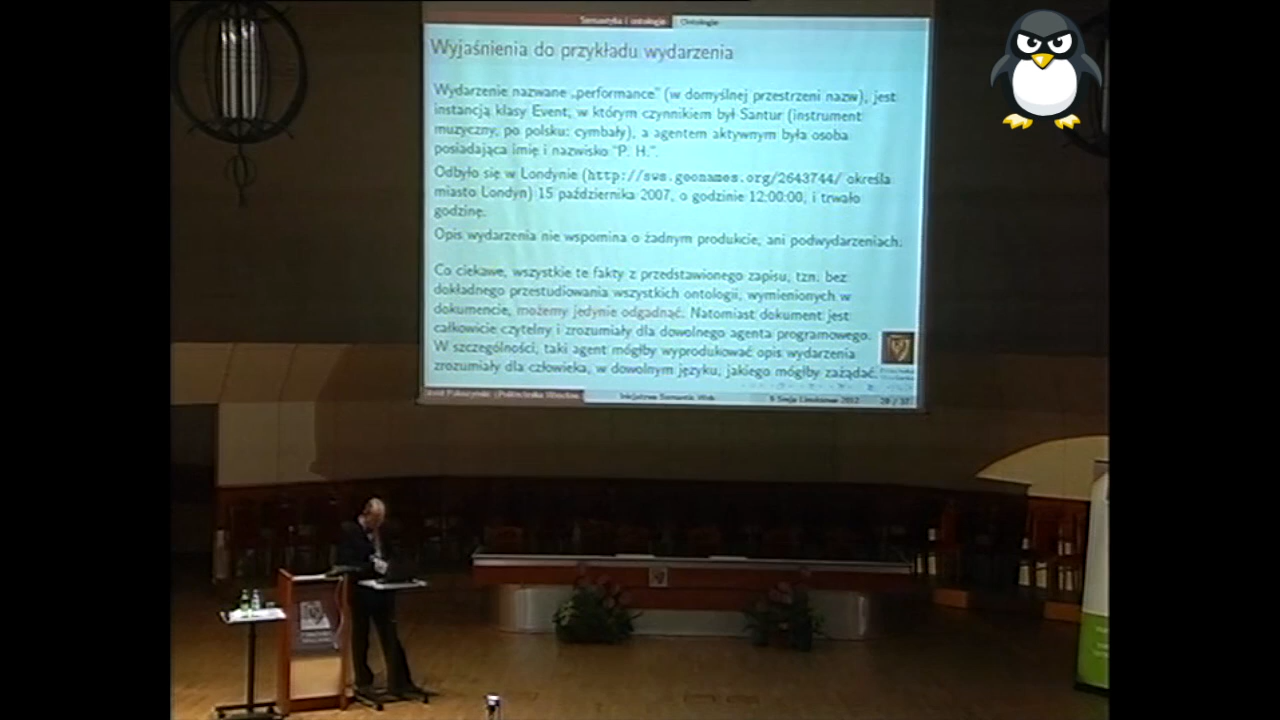 Semantyka i ontologie Ontologie
Wyjaśnienia do przykładu wydarzenia
Wydarzenie nazwane „performance” (w domyślnej przestrzeni nazw), jest
instancją klasy Event, w którym czynnikiem był Santur (instrument
muzyczny, po polsku: cymbały), a agentem aktywnym była osoba
posiadająca imię i nazwisko "P. H.".
Odbyło się w Londynie (http://sws.geonames.org/2643744/ określa
miasto Londyn) 15 października 2007, o godzinie 12:00:00, i trwało
godzinę.
Opis wydarzenia nie wspomina o żadnym produkcie, ani podwydarzeniach.
Co ciekawe, wszystkie te fakty z przedstawionego zapisu, tzn. bez
dokładnego przestudiowania wszystkich ontologii, wymienionych w
dokumencie, możemy jedynie odgadnąć. Natomiast dokument jest
całkowicie czytelny i zrozumiały dla dowolnego agenta programowego.
W szczególności, taki agent mógłby wyprodukować opis wydarzenia
zrozumiały dla człowieka, w dowolnym języku, jakiego mógłby zażądać.
Inicjatywa Semantic Web 9 Sesja Linuksowa 2012